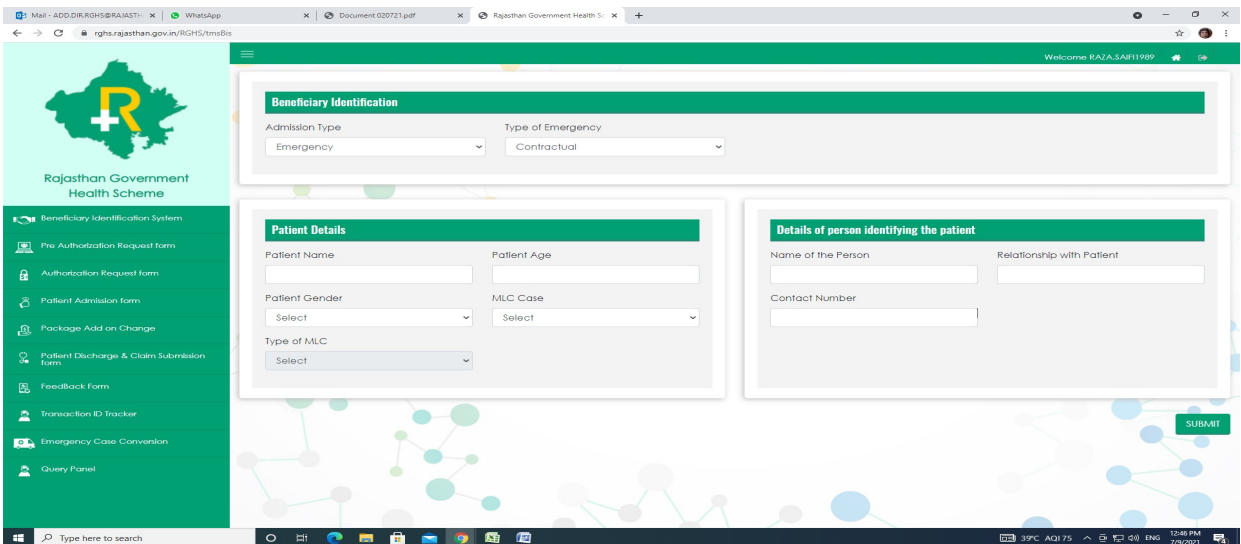 Mail - ADD.DIR.RGHS@RAJASTH
WhatsApp
Document 020721.pdf
Rajasthan Government Health Sc
rghs.rajasthan.gov.in/RGHS/tmsBis
Welcome RAZA.SAIFI1989
R
Rajasthan Government
Health Scheme
Beneficiary Identification System
Pre Authorization Request form
Authorization Request form
Patient Admission form
Package Add on Change
Patient Discharge & Claim Submission
form
FeedBack Form
Transaction ID Tracker
Emergency Case Conversion
Query Panel
Beneficiary Identification
Admission Type Type of Emergency
Emergency Contractual
Patient Details
Patient Name Patient Age
Patient Gender MLC Case
Select Select
Type of MLC
Select
Details of person identifying the patient
Name of the Person Relationship with Patient
Contact Number
SUBMIT
Type here to search
39°C AQI 75 ENG 12:46 PM
7/9/2021